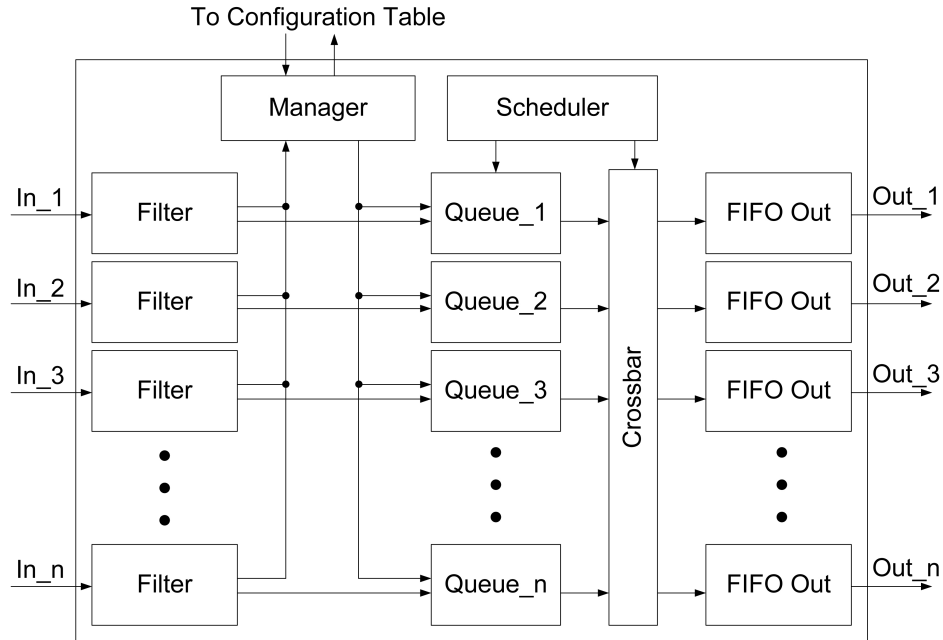 To Configuration Table
Manager
Scheduler
In_1
Filter
Queue_1
FIFO Out
Out_1
In_2
Filter
Queue_2
FIFO Out
Out_2
In_3
Filter
Queue_3
Crossbar
FIFO Out
Out_3
In_n
Filter
Queue_n
FIFO Out
Out_n